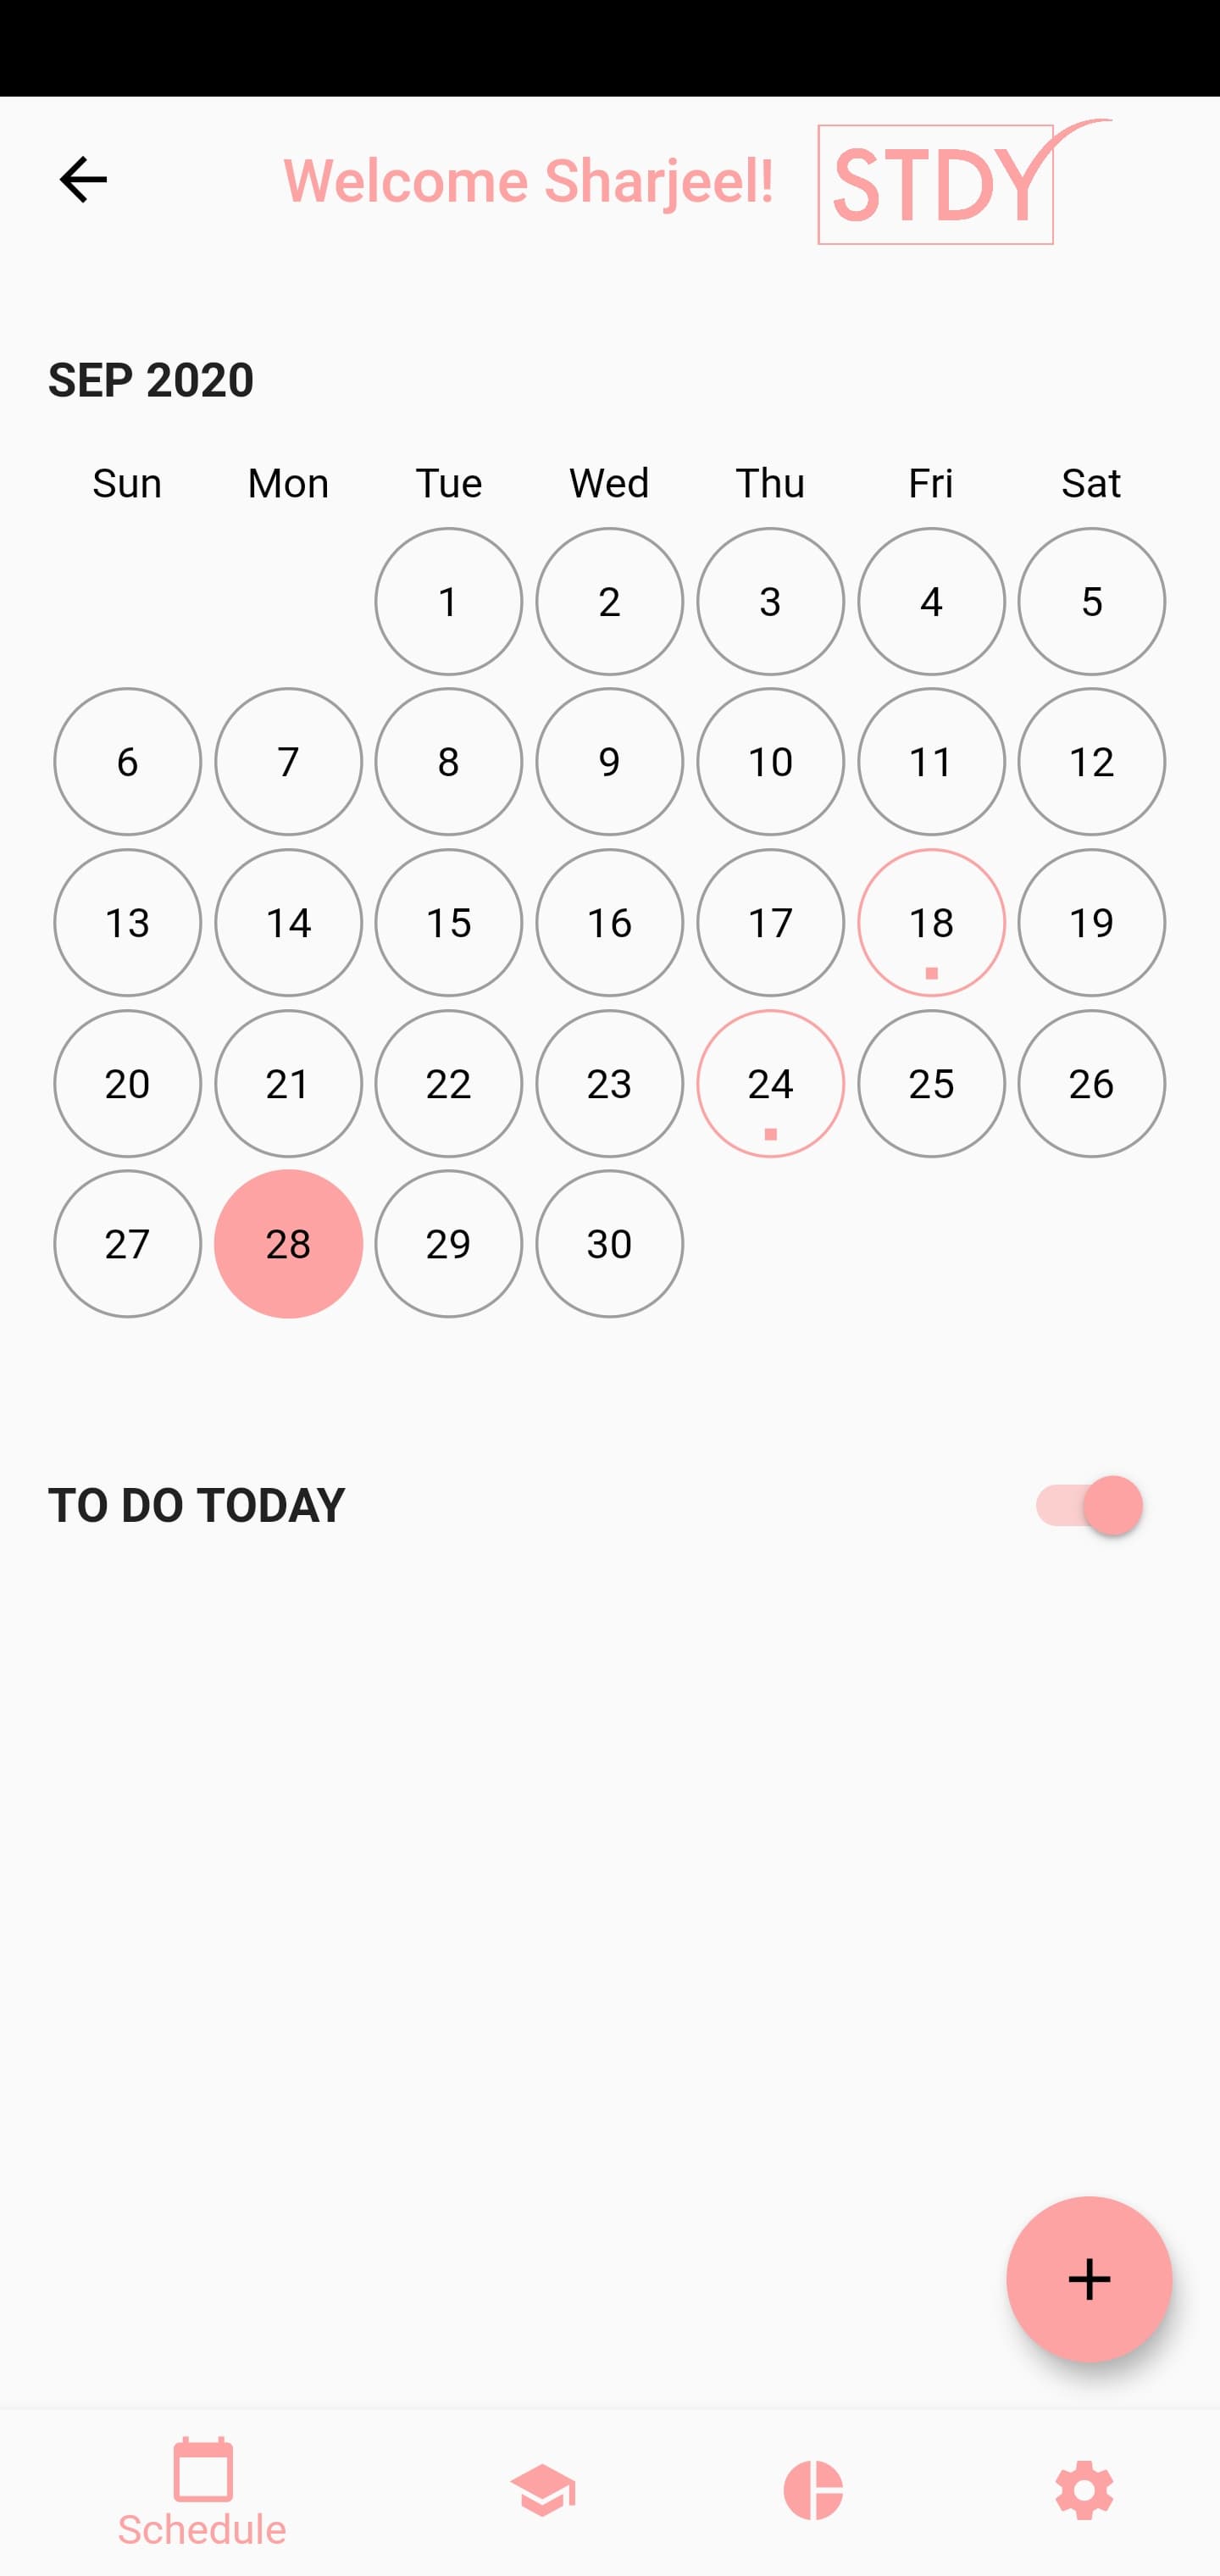 Welcome Sharjeel! STDY
SEP 2020
Sun Mon Tue Wed Thu Fri Sat
1 2 3 4 5
6 7 8 9 10 11 12
13 14 15 16 17 18 19
20 21 22 23 24 25 26
27 28 29 30
TO DO TODAY
+
Schedule